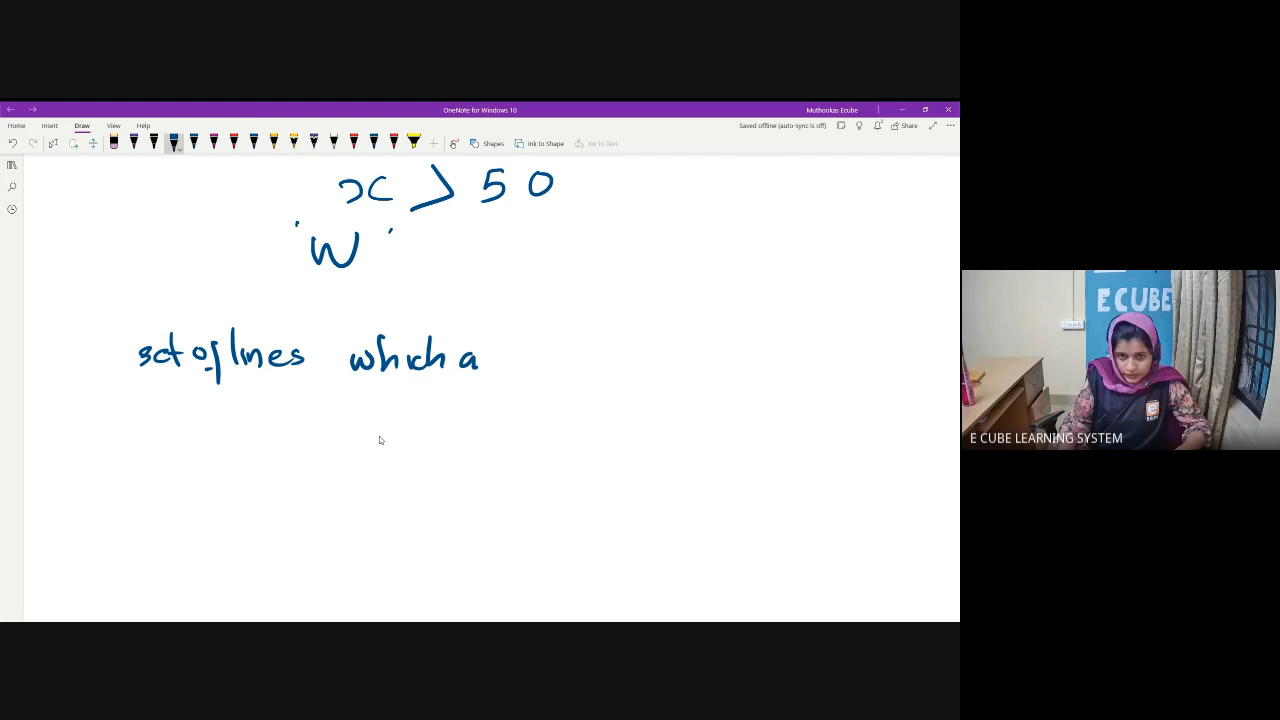 OneNote for Windows 10
Muthookas Ecube
Home Insert Draw View Help
Saved offline (auto-sync is off)
Share
Shapes
Ink to Shape
Ink to Text
x > 50
'W'
set of lines which a
E CUBE
E CUBE LEARNING SYSTEM